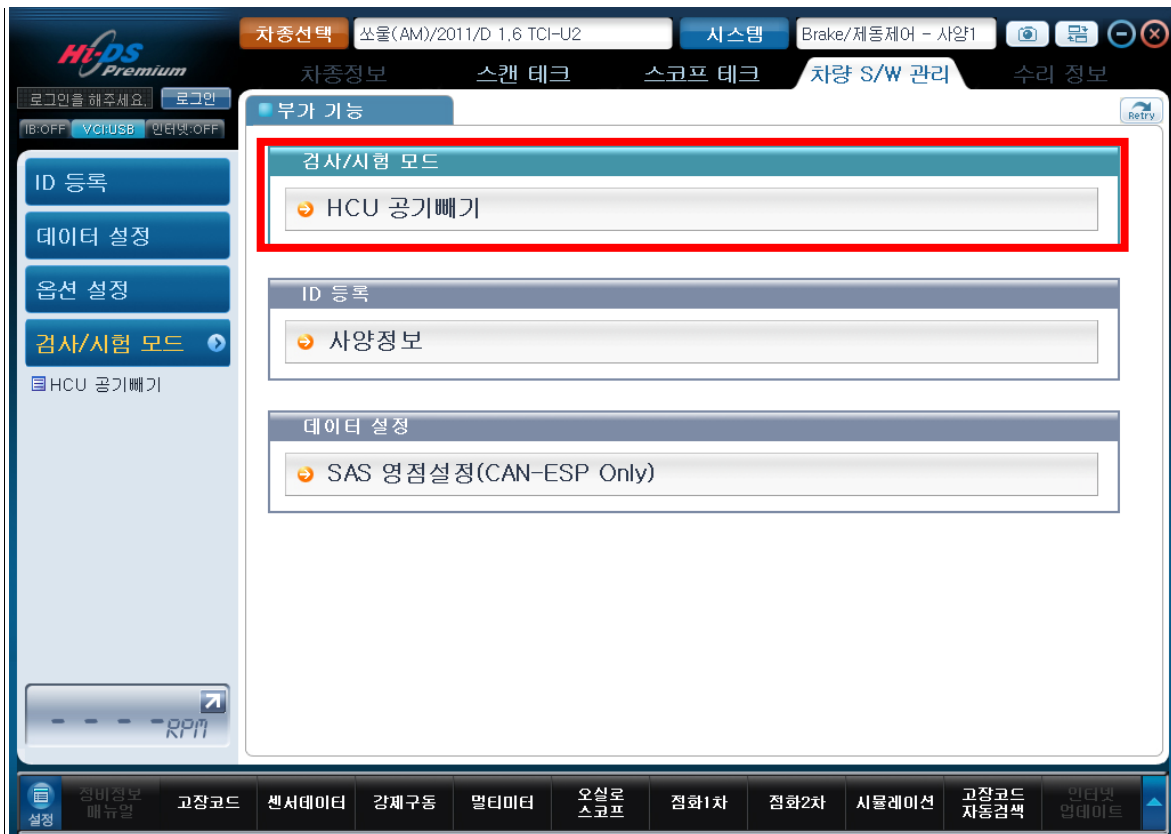 Hi-DS
Premium
차종선택 쏘울(AM)/2011/D 1.6 TCI-U2 시스템 Brake/제동제어 - 사양1
차종정보 스캔 테크 스코프 테크 차량 S/W 관리 수리 정보
로그인을 해주세요. 로그인
IB:OFF VCI:USB 인터넷:OFF
부가 기능
Retry
ID 등록
데이터 설정
옵션 설정
검사/시험 모드
HCU 공기빼기
검사/시험 모드
HCU 공기빼기
ID 등록
사양정보
데이터 설정
SAS 영점설정(CAN-ESP Only)
- - - - RPM
설정
정비정보
매뉴얼
고장코드
센서데이터
강제구동
멀티미터
오실로
스코프
점화1차
점화2차
시뮬레이션
고장코드
자동검색
인터넷
업데이트